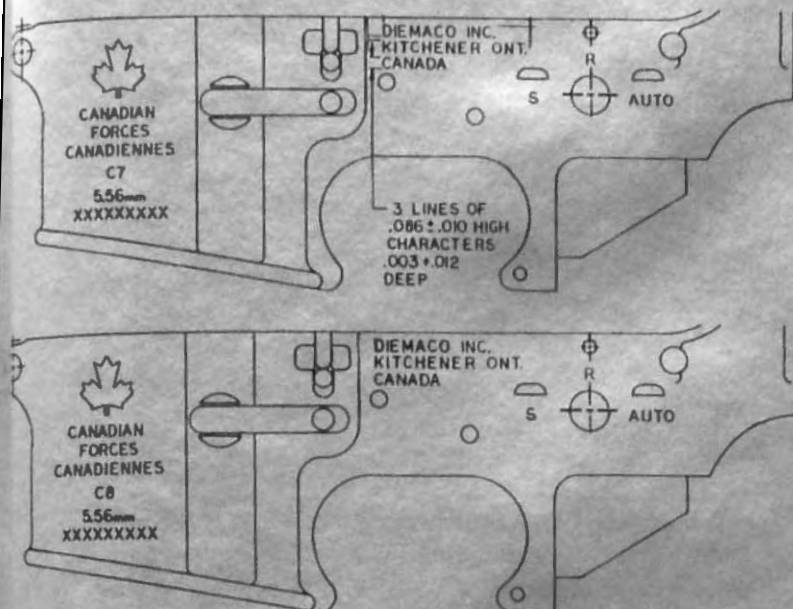 DIEMACO INC.
KITCHENER ONT.
CANADA
R
S AUTO
CANADIAN
FORCES
CANADIENNES
C7
5.56mm
XXXXXXXXX
3 LINES OF
.086±.010 HIGH
CHARACTERS
.003+.012
DEEP
DIEMACO INC.
KITCHENER ONT.
CANADA
R
S AUTO
CANADIAN
FORCES
CANADIENNES
C8
5.56mm
XXXXXXXXX